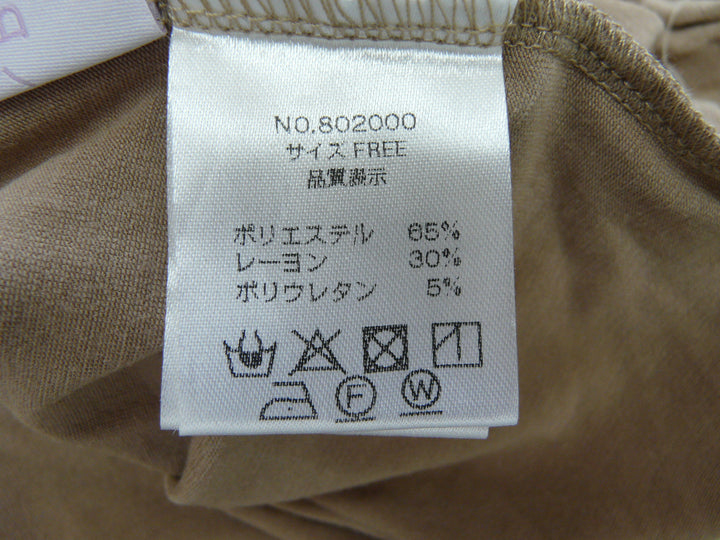 NO.802000
サイズ FREE
品質表示
ポリエステル 65%
レーヨン 30%
ポリウレタン 5%
F W